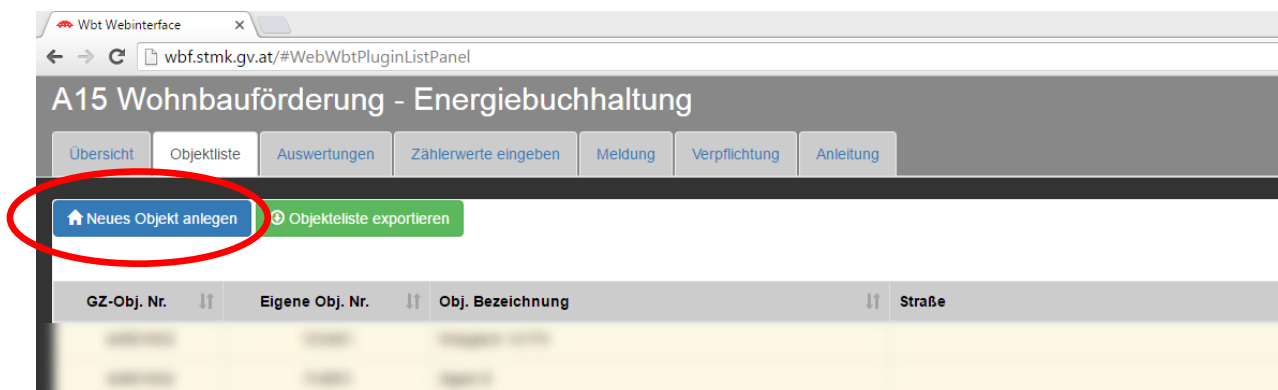 Wbt Webinterface
wbf.stmk.gv.at/#WebWbtPluginListPanel
A15 Wohnbauförderung - Energiebuchhaltung
Übersicht Objektliste Auswertungen Zählerwerte eingeben Meldung Verpflichtung Anleitung
Neues Objekt anlegen Objekteliste exportieren
GZ-Obj. Nr. Eigene Obj. Nr. Obj. Bezeichnung Straße